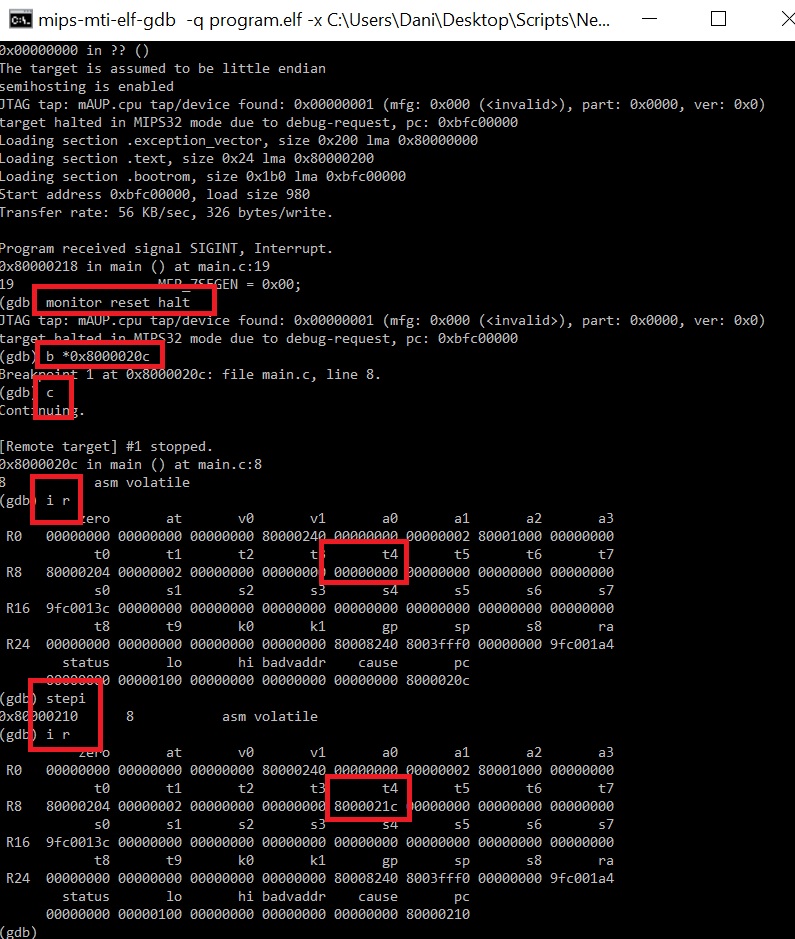 mips-mti-elf-gdb -q program.elf -x C:\Users\Dani\Desktop\Scripts\Ne...
0x00000000 in ?? ()
The target is assumed to be little endian
semihosting is enabled
JTAG tap: mAUP.cpu tap/device found: 0x00000001 (mfg: 0x000 (<invalid>), part: 0x0000, ver: 0x0)
target halted in MIPS32 mode due to debug-request, pc: 0xbfc00000
Loading section .exception_vector, size 0x200 lma 0x80000000
Loading section .text, size 0x24 lma 0x80000200
Loading section .bootrom, size 0x1b0 lma 0xbfc00000
Start address 0xbfc00000, load size 980
Transfer rate: 56 KB/sec, 326 bytes/write.
Program received signal SIGINT, Interrupt.
0x80000218 in main () at main.c:19
19 = 0x00;
(gdb) monitor reset halt
JTAG tap: mAUP.cpu tap/device found: 0x00000001 (mfg: 0x000 (<invalid>), part: 0x0000, ver: 0x0)
target halted in MIPS32 mode due to debug-request, pc: 0xbfc00000
(gdb) b *0x8000020c
Breakpoint 1 at 0x8000020c: file main.c, line 8.
(gdb) c
Continuing.
[Remote target] #1 stopped.
0x8000020c in main () at main.c:8
8 asm volatile
(gdb) i r
zero at v0 v1 a0 a1 a2 a3
R0 00000000 00000000 00000000 80000240 00000000 00000002 80001000 00000000
t0 t1 t2 t3 t4 t5 t6 t7
R8 80000204 00000002 00000000 00000000 00000000 00000000 00000000 00000000
s0 s1 s2 s3 s4 s5 s6 s7
R16 9fc0013c 00000000 00000000 00000000 00000000 00000000 00000000 00000000
t8 t9 k0 k1 gp sp s8 ra
R24 00000000 00000000 00000000 00000000 80008240 8003fff0 00000000 9fc001a4
status lo hi badvaddr cause pc
00000000 00000100 00000000 00000000 00000000 8000020c
(gdb) stepi
0x80000210 8 asm volatile
(gdb) i r
zero at v0 v1 a0 a1 a2 a3
R0 00000000 00000000 00000000 80000240 00000000 00000002 80001000 00000000
t0 t1 t2 t3 t4 t5 t6 t7
R8 80000204 00000002 00000000 00000000 8000021c 00000000 00000000 00000000
s0 s1 s2 s3 s4 s5 s6 s7
R16 9fc0013c 00000000 00000000 00000000 00000000 00000000 00000000 00000000
t8 t9 k0 k1 gp sp s8 ra
R24 00000000 00000000 00000000 00000000 80008240 8003fff0 00000000 9fc001a4
status lo hi badvaddr cause pc
00000000 00000100 00000000 00000000 00000000 80000210
(gdb)